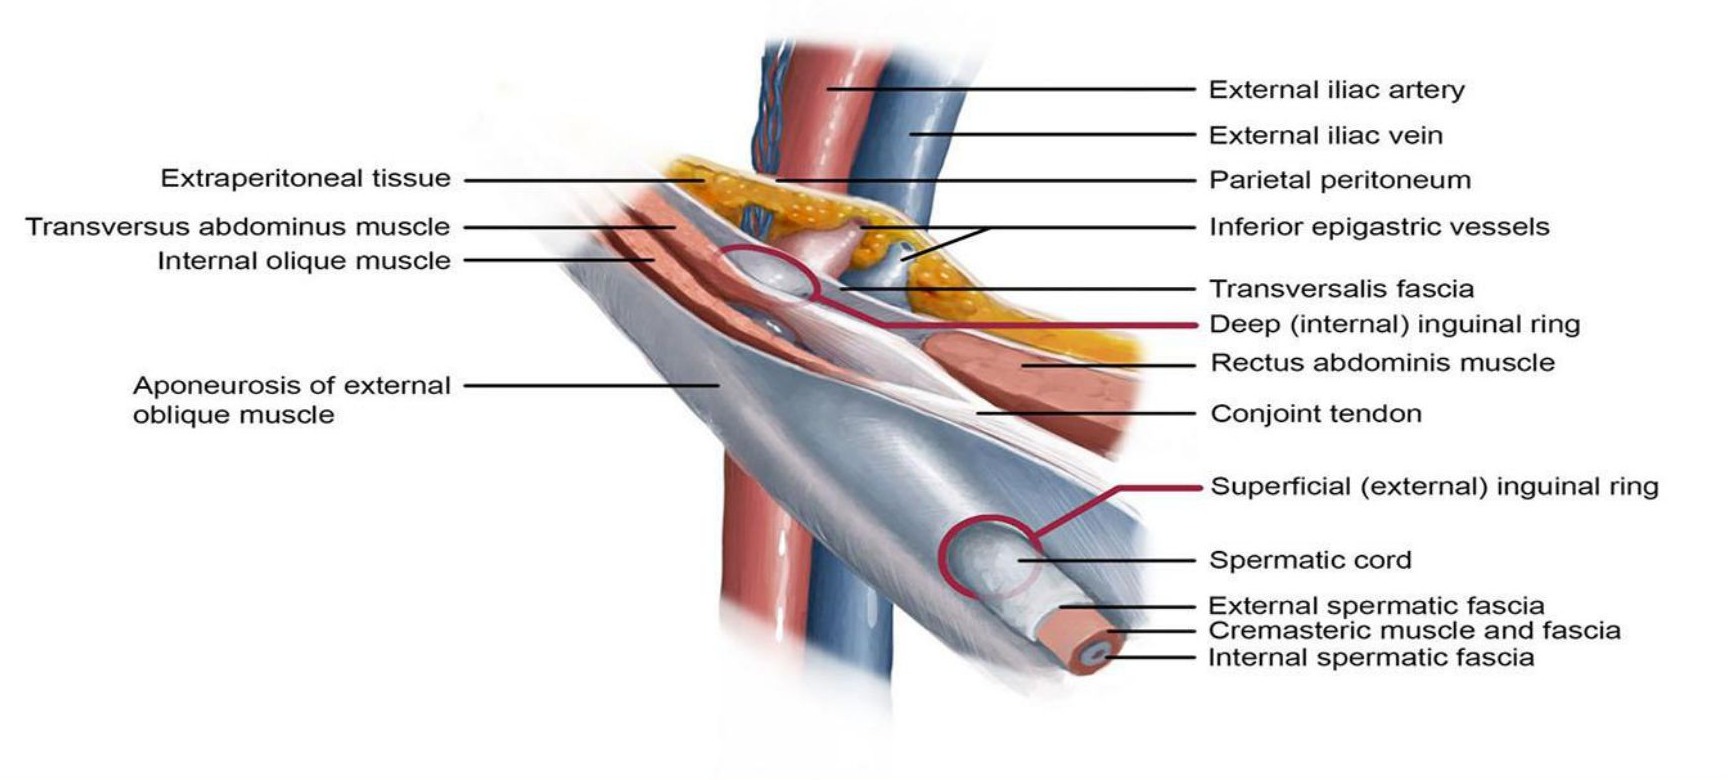 External iliac artery
External iliac vein
Extraperitoneal tissue
Parietal peritoneum
Transversus abdominus muscle
Inferior epigastric vessels
Internal olique muscle
Transversalis fascia
Deep (internal) inguinal ring
Rectus abdominis muscle
Aponeurosis of external
oblique muscle
Conjoint tendon
Superficial (external) inguinal ring
Spermatic cord
External spermatic fascia
Cremasteric muscle and fascia
Internal spermatic fascia